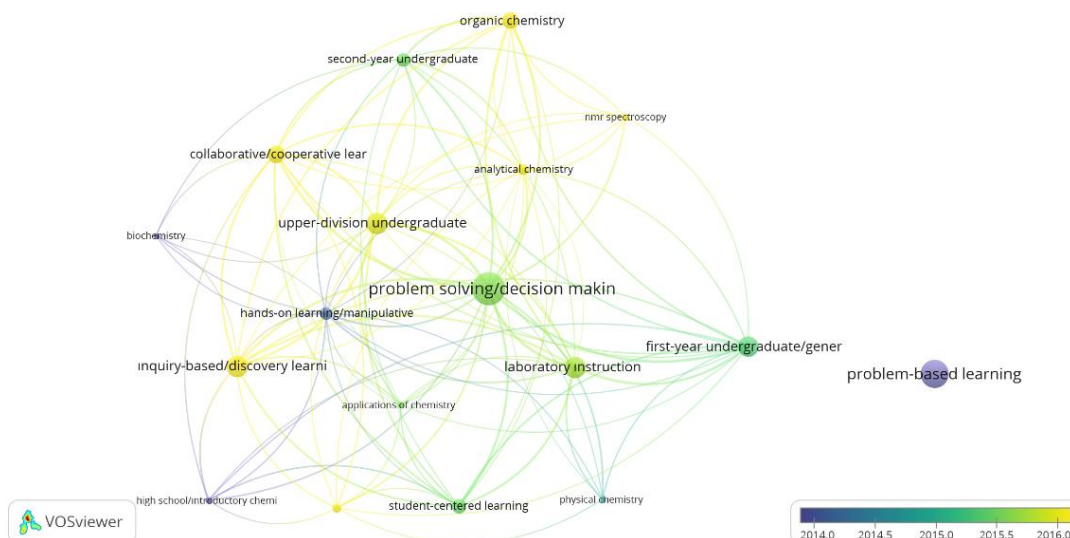 organic chemistry
second-year undergraduate
nmr spectroscopy
collaborative/cooperative lear
analytical chemistry
upper-division undergraduate
biochemistry
problem solving/decision makin
hands-on learning/manipulative
first-year undergraduate/gener
inquiry-based/discovery learni
laboratory instruction
problem-based learning
applications of chemistry
high school/introductory chemi
student-centered learning
physical chemistry
VOSviewer
2014.0 2014.5 2015.0 2015.5 2016.0